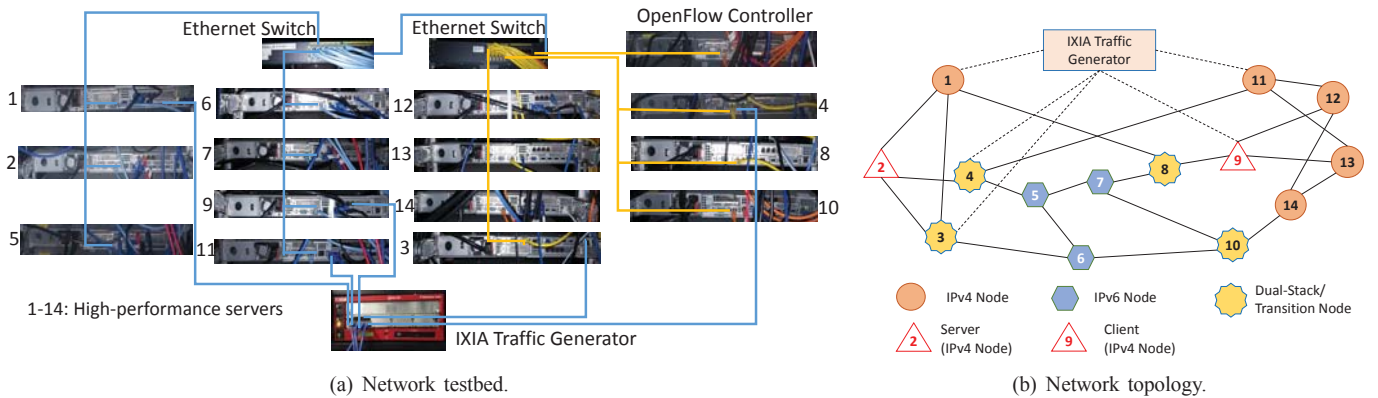 Ethernet Switch
Ethernet Switch
OpenFlow Controller
1
6
12
4
2
7
13
8
9
14
10
5
11
3
1-14: High-performance servers
IXIA Traffic Generator
(a) Network testbed.
IXIA Traffic
Generator
1
11
12
2
4
5
7
8
9
13
14
3
6
10
IPv4 Node
IPv6 Node
Dual-Stack/
Transition Node
2
Server
(IPv4 Node)
9
Client
(IPv4 Node)
(b) Network topology.